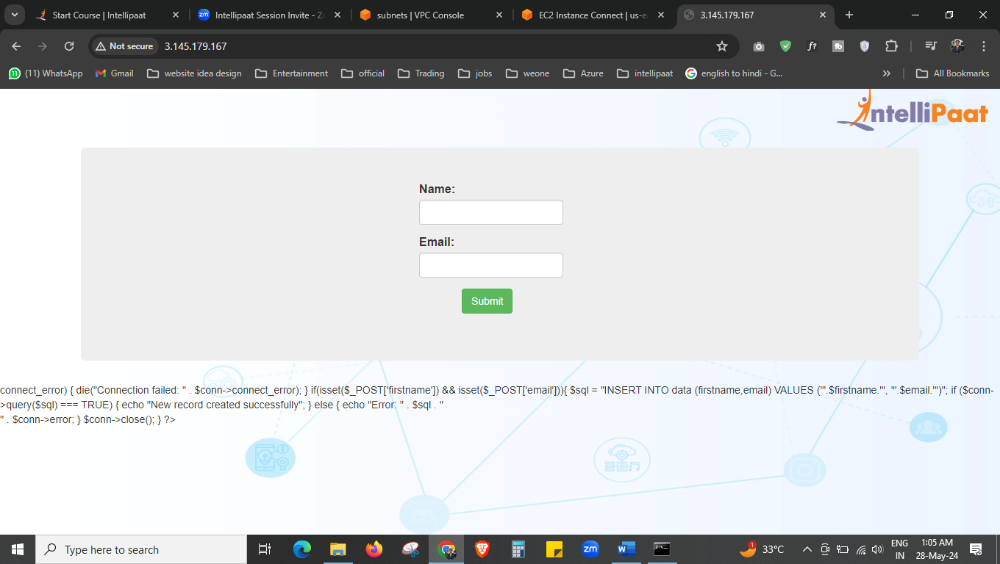 Start Course | Intellipaat
Intellipaat Session Invite - Zo
subnets | VPC Console
EC2 Instance Connect | us-ea
3.145.179.167
Not secure
3.145.179.167
(11) WhatsApp
Gmail
website idea design
Entertainment
official
Trading
jobs
weone
Azure
intellipaat
english to hindi - G...
All Bookmarks
IntelliPaat
Name:
Email:
Submit
connect_error) { die("Connection failed: " . $conn->connect_error); } if(isset($_POST['firstname']) && isset($_POST['email'])){ $sql = "INSERT INTO data (firstname,email) VALUES ('".$firstname."', '".$email."')"; if ($conn-
>query($sql) === TRUE) { echo "New record created successfully"; } else { echo "Error: " . $sql . "
" . $conn->error; } $conn->close(); } ?>
Type here to search
33°C
ENG
IN
1:05 AM
28-May-24